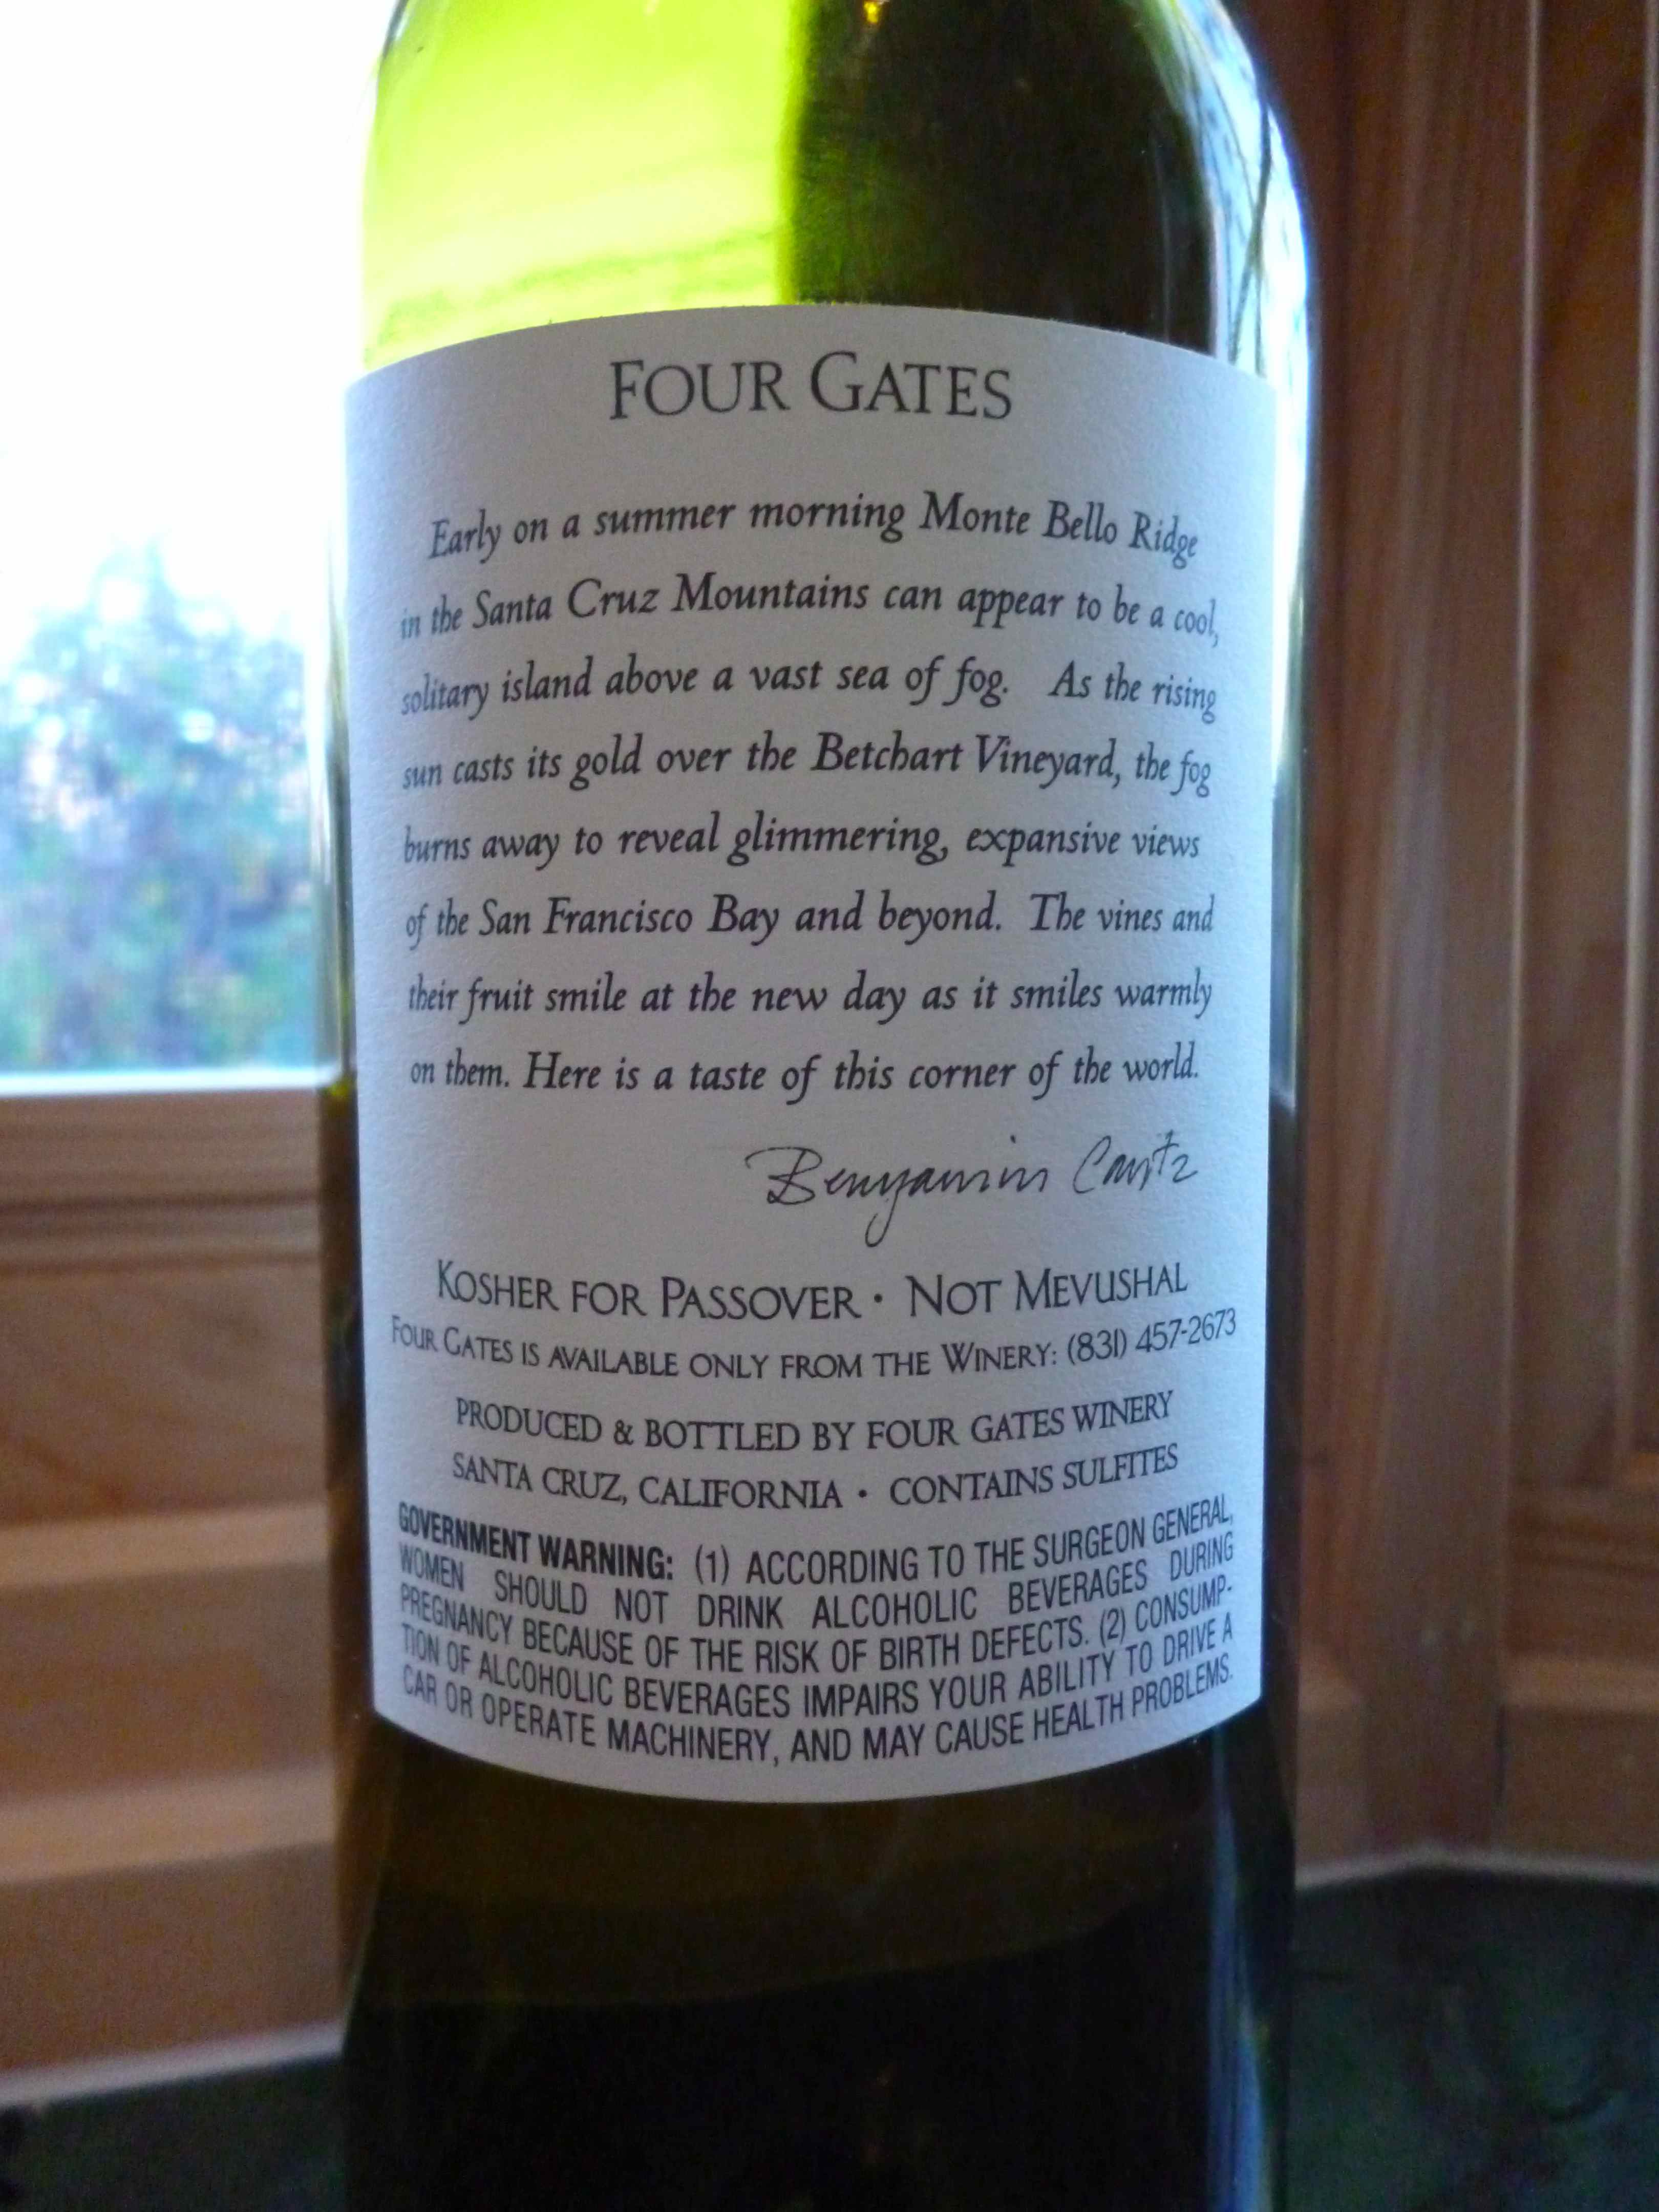 FOUR GATES
Early on a summer morning Monte Bello Ridge
in the Santa Cruz Mountains can appear to be a cool,
solitary island above a vast sea of fog. As the rising
sun casts its gold over the Betchart Vineyard, the fog
burns away to reveal glimmering, expansive views
of the San Francisco Bay and beyond. The vines and
their fruit smile at the new day as it smiles warmly
on them. Here is a taste of this corner of the world.
Benyamin Cantz
KOSHER FOR PASSOVER • NOT MEVUSHAL
FOUR GATES IS AVAILABLE ONLY FROM THE WINERY: (831) 457-2673
PRODUCED & BOTTLED BY FOUR GATES WINERY
SANTA CRUZ, CALIFORNIA • CONTAINS SULFITES
GOVERNMENT WARNING: (1) ACCORDING TO THE SURGEON GENERAL,
WOMEN SHOULD NOT DRINK ALCOHOLIC BEVERAGES DURING
PREGNANCY BECAUSE OF THE RISK OF BIRTH DEFECTS. (2) CONSUMP-
TION OF ALCOHOLIC BEVERAGES IMPAIRS YOUR ABILITY TO DRIVE A
CAR OR OPERATE MACHINERY, AND MAY CAUSE HEALTH PROBLEMS.